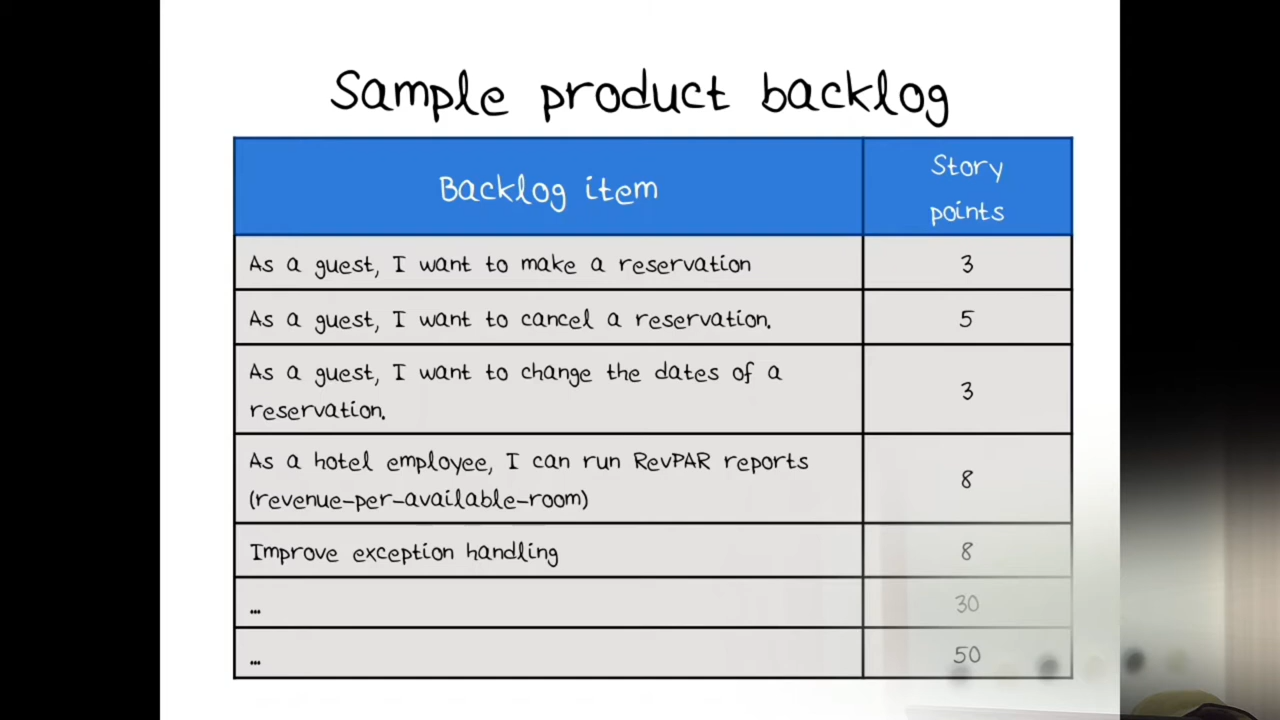 Sample product backlog
Backlog item
Story
points
As a guest, I want to make a reservation
3
As a guest, I want to cancel a reservation.
5
As a guest, I want to change the dates of a
reservation.
3
As a hotel employee, I can run RevPAR reports
(revenue-per-available-room)
8
Improve exception handling
8
...
30
...
50